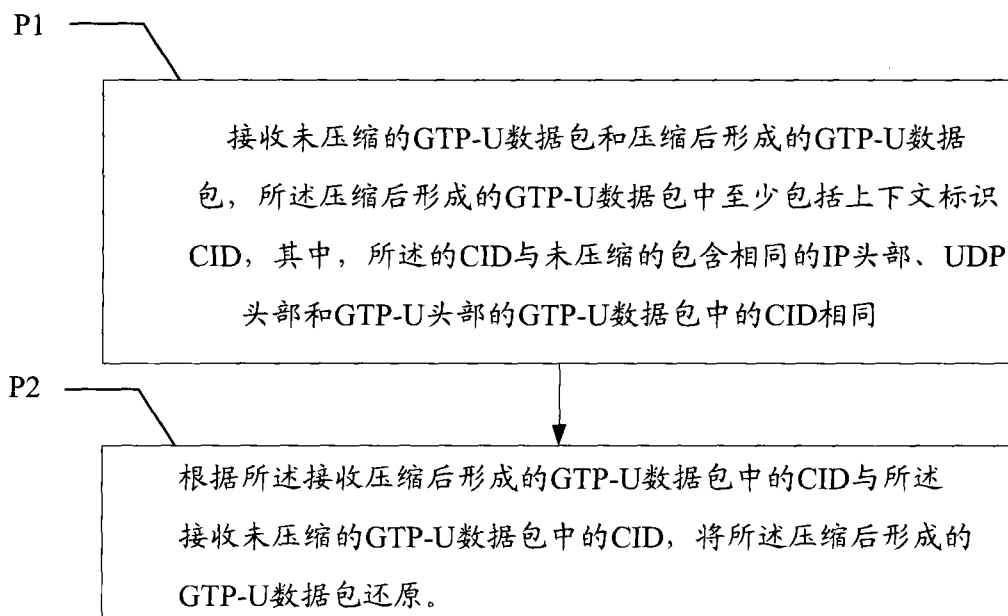 P1
接收未压缩的GTP-U数据包和压缩后形成的GTP-U数据
包，所述压缩后形成的GTP-U数据包中至少包括上下文标识
CID，其中，所述的CID与未压缩的包含相同的IP头部、UDP
头部和GTP-U头部的GTP-U数据包中的CID相同
P2
根据所述接收压缩后形成的GTP-U数据包中的CID与所述
接收未压缩的GTP-U数据包中的CID，将所述压缩后形成的
GTP-U数据包还原。